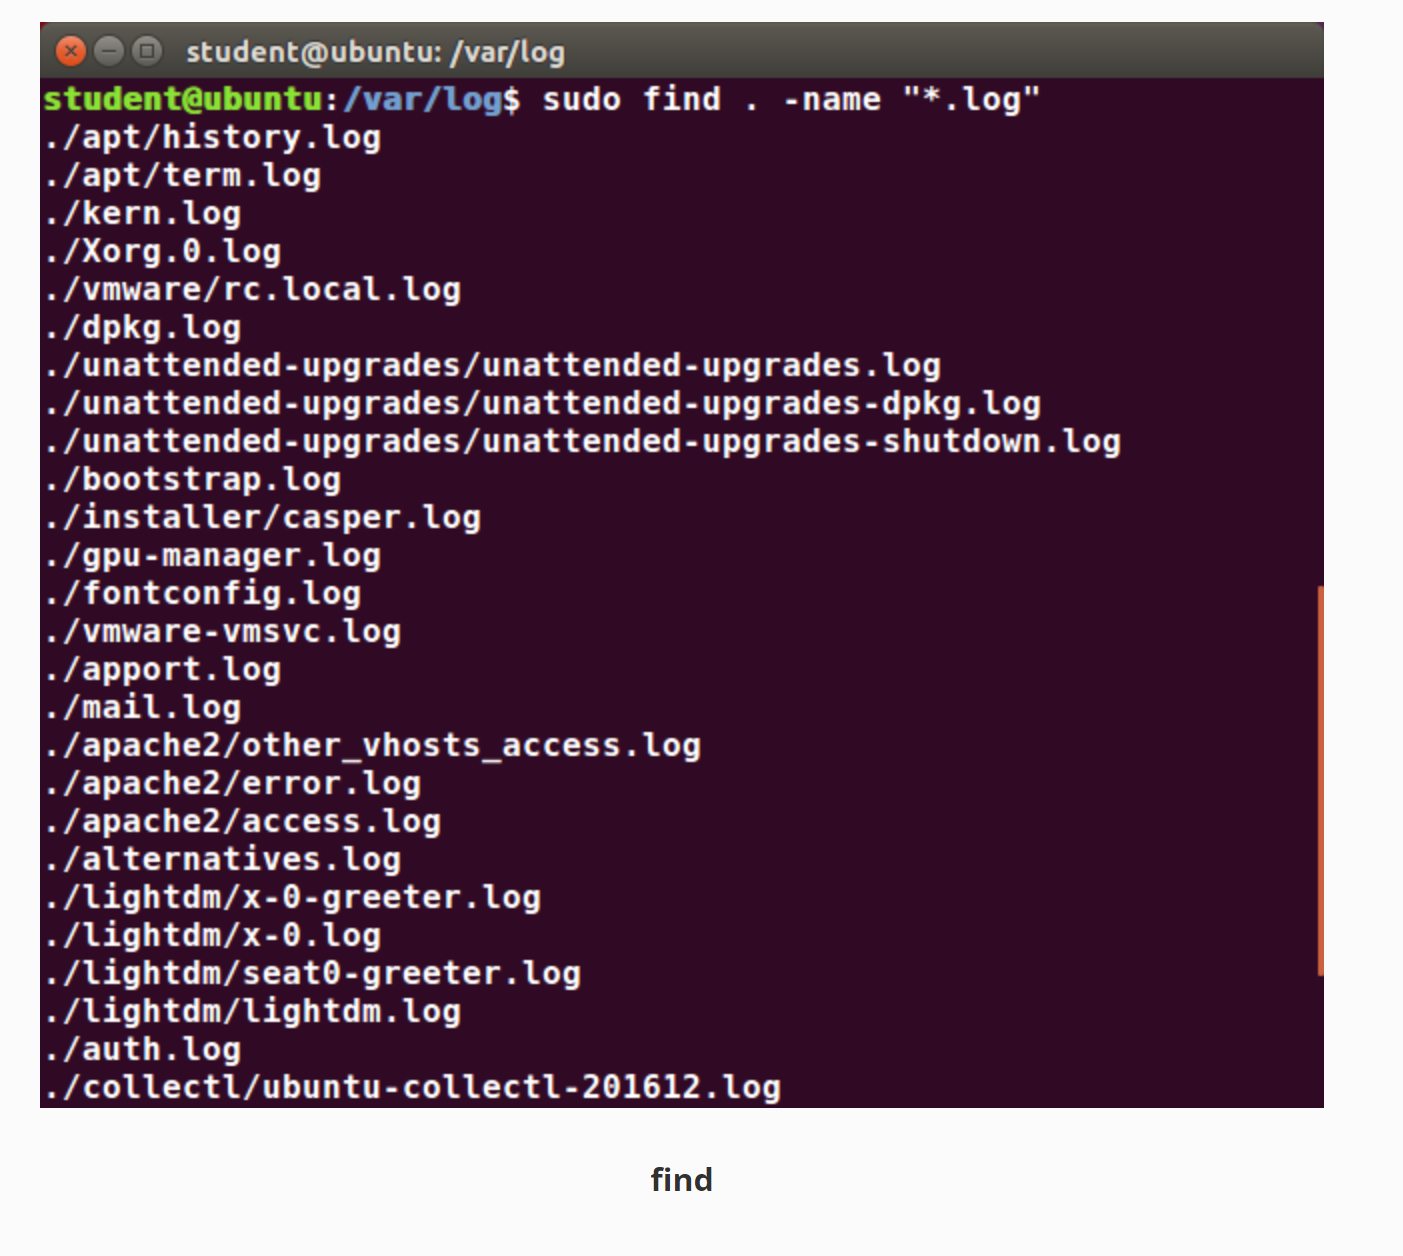 student@ubuntu: /var/log
student@ubuntu:/var/log$ sudo find . -name "*.log"
./apt/history.log
./apt/term.log
./kern.log
./Xorg.0.log
./vmware/rc.local.log
./dpkg.log
./unattended-upgrades/unattended-upgrades.log
./unattended-upgrades/unattended-upgrades-dpkg.log
./unattended-upgrades/unattended-upgrades-shutdown.log
./bootstrap.log
./installer/casper.log
./gpu-manager.log
./fontconfig.log
./vmware-vmsvc.log
./apport.log
./mail.log
./apache2/other_vhosts_access.log
./apache2/error.log
./apache2/access.log
./alternatives.log
./lightdm/x-0-greeter.log
./lightdm/x-0.log
./lightdm/seat0-greeter.log
./lightdm/lightdm.log
./auth.log
./collectl/ubuntu-collectl-201612.log
find